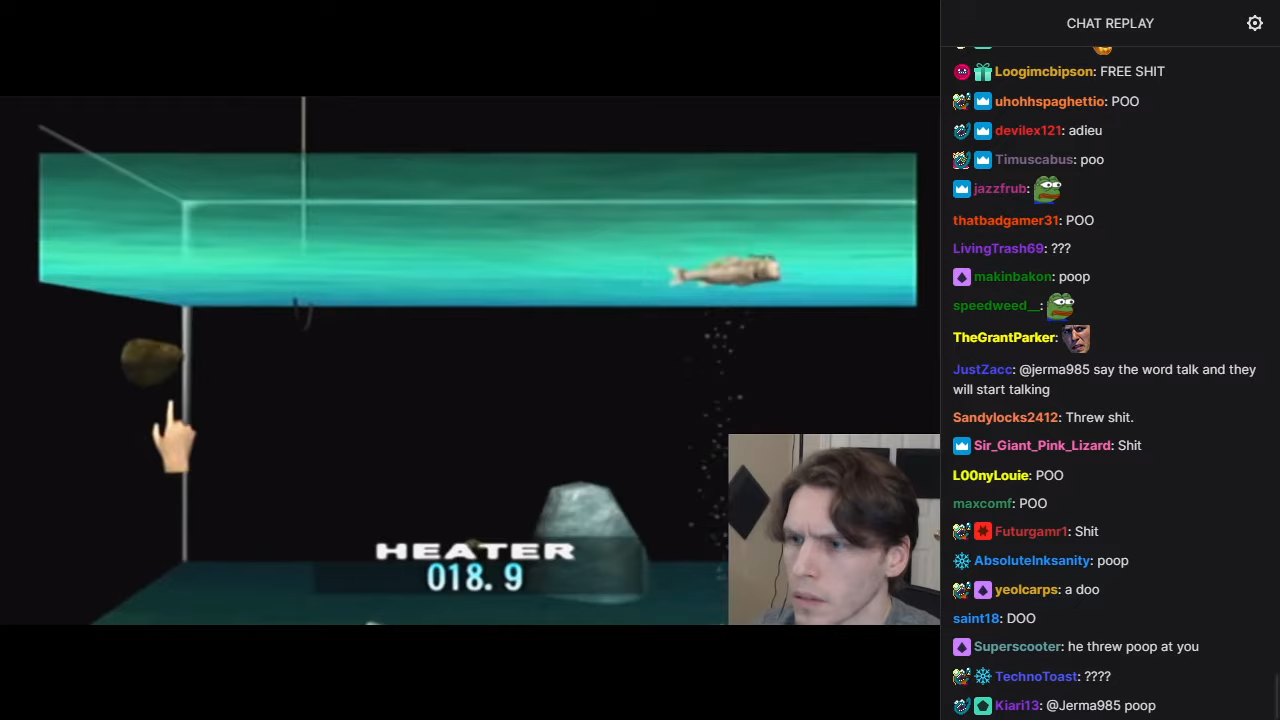 CHAT REPLAY
Loogimcbipson: FREE SHIT
uhohhspaghettio: POO
devilex121: adieu
Timuscabus: poo
jazzfrub:
thatbadgamer31: POO
LivingTrash69: ???
makinbakon: poop
speedweed__:
TheGrantParker:
JustZacc: @jerma985 say the word talk and they
will start talking
Sandylocks2412: Threw shit.
Sir_Giant_Pink_Lizard: Shit
L00nyLouie: POO
maxcomf: POO
Futurgamr1: Shit
AbsoluteInksanity: poop
yeolcarps: a doo
saint18: DOO
Superscooter: he threw poop at you
TechnoToast: ????
Kiari13: @Jerma985 poop
HEATER
018. 9